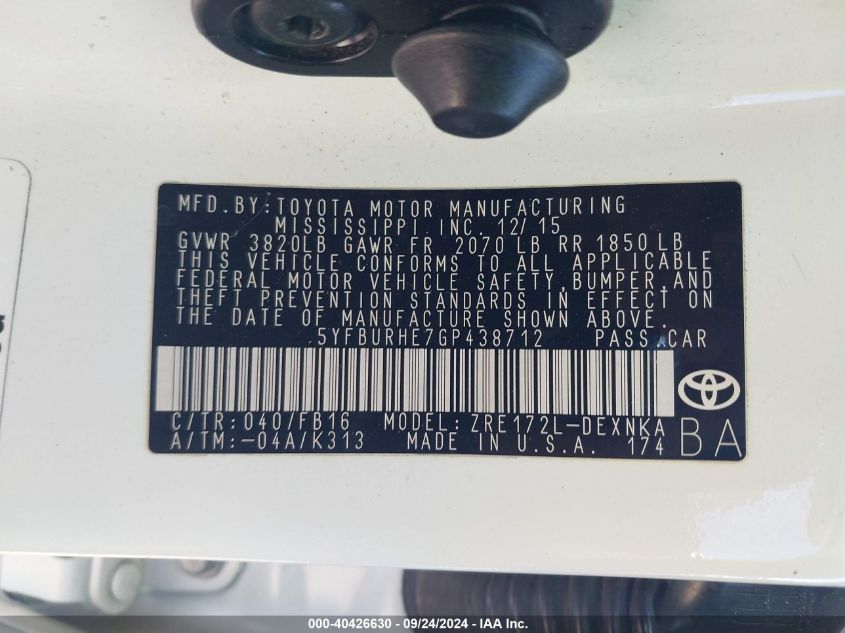 MFD.BY:TOYOTA MOTOR MANUFACTURING
MISSISSIPPI INC. 12/15
GVWR 3820LB GAWR FR 2070LB RR 1850LB
THIS VEHICLE CONFORMS TO ALL APPLICABLE
FEDERAL MOTOR VEHICLE SAFETY,BUMPER,AND
THEFT PREVENTION STANDARDS IN EFFECT ON
THE DATE OF MANUFACTURE SHOWN ABOVE.
5YFBURHE7GP438712 PASS CAR
C/TR:040/FB16 MODEL:ZRE172L-DEXNKA
A/TM:-04A/K313 MADE IN U.S.A. 174 BA
000-40426630 - 09/24/2024 - IAA, Inc.